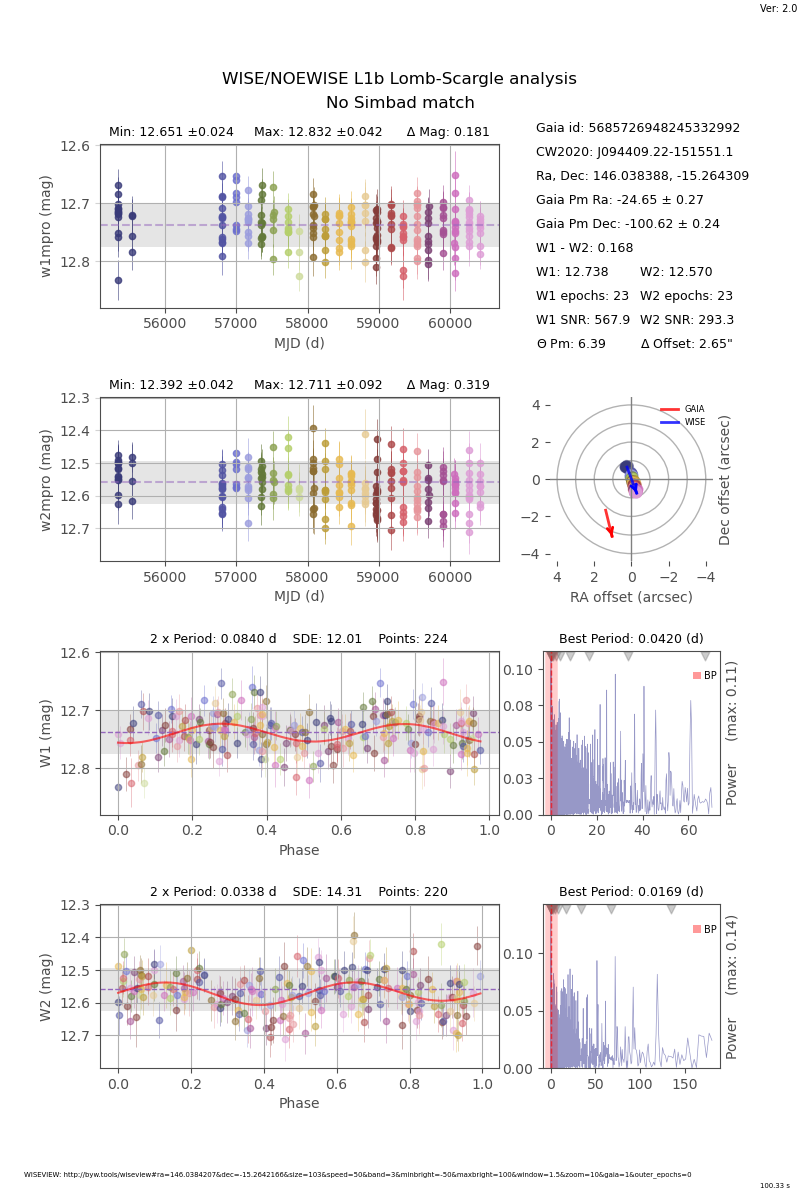 Ver: 2.0
WISE/NOEWISE L1b Lomb-Scargle analysis
No Simbad match
Min: 12.651 ±0.024 Max: 12.832 ±0.042 Δ Mag: 0.181
12.6
12.7
12.8
w1mpro (mag)
56000 57000 58000 59000 60000
MJD (d)
Gaia id: 5685726948245332992
CW2020: J094409.22-151551.1
Ra, Dec: 146.038388, -15.264309
Gaia Pm Ra: -24.65 ± 0.27
Gaia Pm Dec: -100.62 ± 0.24
W1 - W2: 0.168
W1: 12.738 W2: 12.570
W1 epochs: 23 W2 epochs: 23
W1 SNR: 567.9 W2 SNR: 293.3
Θ Pm: 6.39 Δ Offset: 2.65"
Min: 12.392 ±0.042 Max: 12.711 ±0.092 Δ Mag: 0.319
12.3
12.4
12.5
12.6
12.7
w2mpro (mag)
56000 57000 58000 59000 60000
MJD (d)
GAIA
WISE
4
2
0
−2
−4
4 2 0 −2 −4
RA offset (arcsec)
Dec offset (arcsec)
2 x Period: 0.0840 d SDE: 12.01 Points: 224
12.6
12.7
12.8
W1 (mag)
0.0 0.2 0.4 0.6 0.8 1.0
Phase
Best Period: 0.0420 (d)
BP
0.10
0.08
0.05
0.03
0.00
0 20 40 60
Power (max: 0.11)
2 x Period: 0.0338 d SDE: 14.31 Points: 220
12.3
12.4
12.5
12.6
12.7
W2 (mag)
0.0 0.2 0.4 0.6 0.8 1.0
Phase
Best Period: 0.0169 (d)
BP
0.10
0.05
0.00
0 50 100 150
Power (max: 0.14)
WISEVIEW: http://byw.tools/wiseview#ra=146.0384207&dec=-15.2642166&size=103&speed=50&band=3&minbright=-50&maxbright=100&window=1.5&zoom=10&gaia=1&outer_epochs=0
100.33 s